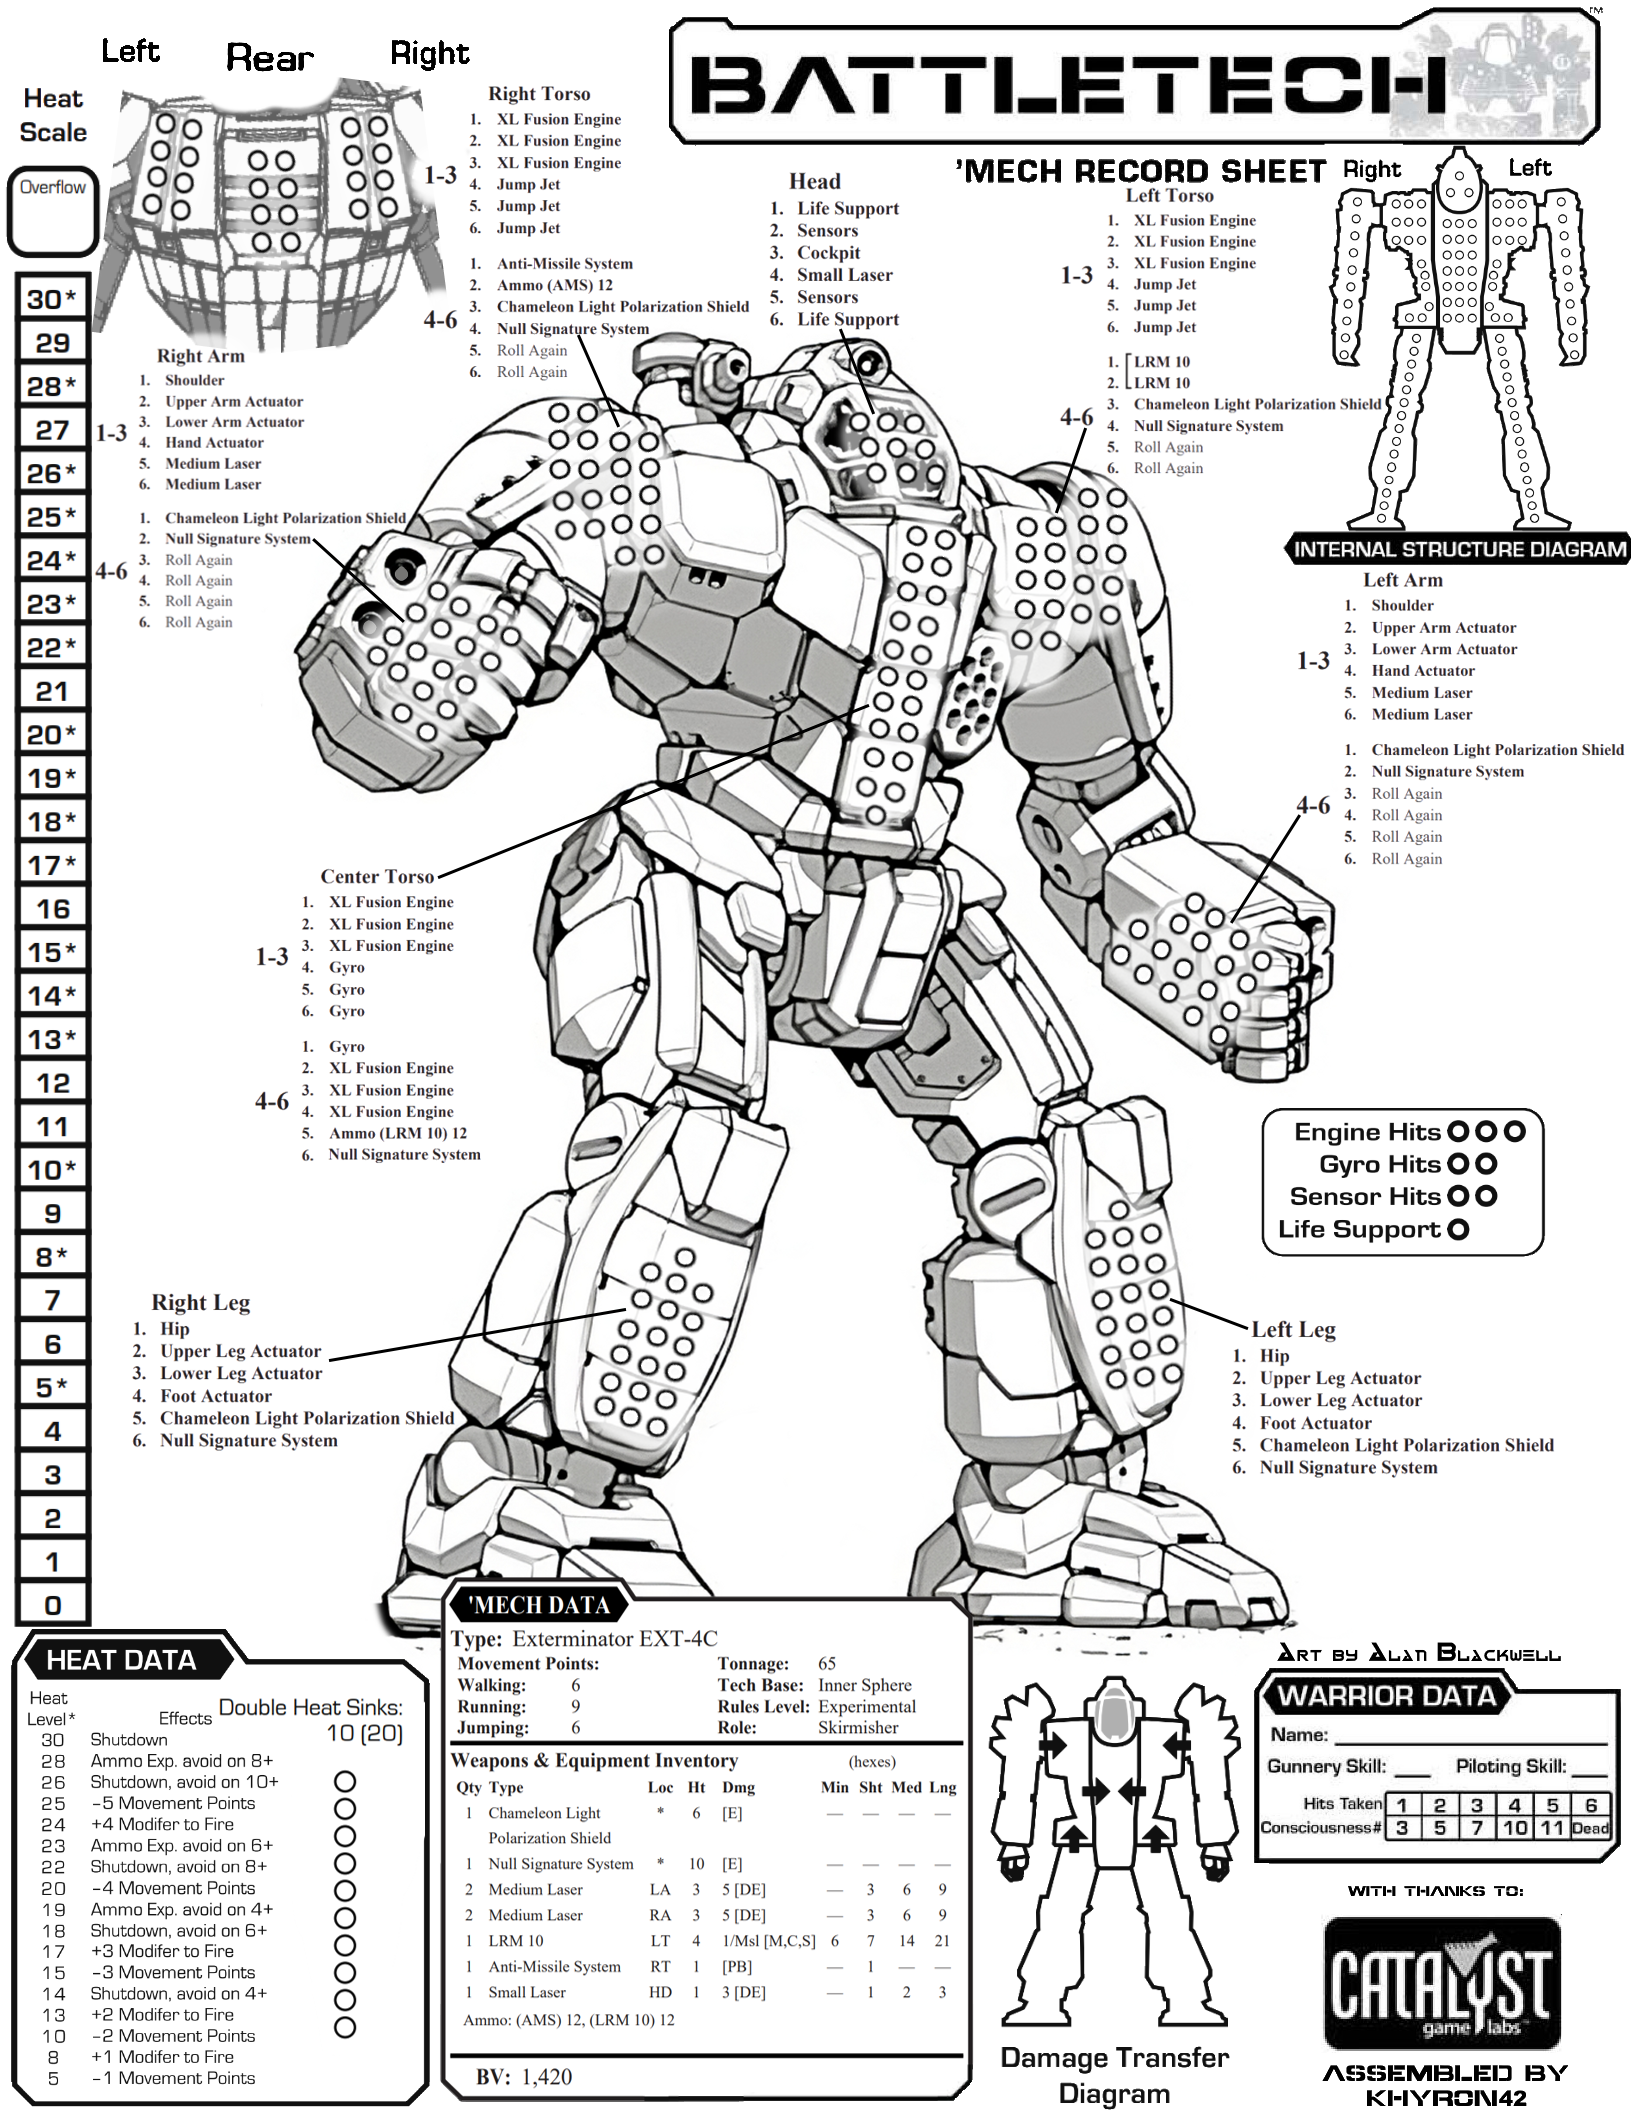 BATTLETECH
TM
'MECH RECORD SHEET
Left
Rear
Right
Heat
Scale
Overflow
30*
29
28*
27
26*
25*
24*
23*
22*
21
20*
19*
18*
17*
16
15*
14*
13*
12
11
10*
9
8*
7
6
5*
4
3
2
1
0
Right Torso
1-3
1. XL Fusion Engine
2. XL Fusion Engine
3. XL Fusion Engine
4. Jump Jet
5. Jump Jet
6. Jump Jet
4-6
1. Anti-Missile System
2. Ammo (AMS) 12
3. Chameleon Light Polarization Shield
4. Null Signature System
5. Roll Again
6. Roll Again
Head
1. Life Support
2. Sensors
3. Cockpit
4. Small Laser
5. Sensors
6. Life Support
Left Torso
1-3
1. XL Fusion Engine
2. XL Fusion Engine
3. XL Fusion Engine
4. Jump Jet
5. Jump Jet
6. Jump Jet
4-6
1. LRM 10
2. LRM 10
3. Chameleon Light Polarization Shield
4. Null Signature System
5. Roll Again
6. Roll Again
Right
Left
INTERNAL STRUCTURE DIAGRAM
Right Arm
1-3
1. Shoulder
2. Upper Arm Actuator
3. Lower Arm Actuator
4. Hand Actuator
5. Medium Laser
6. Medium Laser
4-6
1. Chameleon Light Polarization Shield
2. Null Signature System
3. Roll Again
4. Roll Again
5. Roll Again
6. Roll Again
Left Arm
1-3
1. Shoulder
2. Upper Arm Actuator
3. Lower Arm Actuator
4. Hand Actuator
5. Medium Laser
6. Medium Laser
4-6
1. Chameleon Light Polarization Shield
2. Null Signature System
3. Roll Again
4. Roll Again
5. Roll Again
6. Roll Again
Center Torso
1-3
1. XL Fusion Engine
2. XL Fusion Engine
3. XL Fusion Engine
4. Gyro
5. Gyro
6. Gyro
4-6
1. Gyro
2. XL Fusion Engine
3. XL Fusion Engine
4. XL Fusion Engine
5. Ammo (LRM 10) 12
6. Null Signature System
Engine Hits
Gyro Hits
Sensor Hits
Life Support
Right Leg
1. Hip
2. Upper Leg Actuator
3. Lower Leg Actuator
4. Foot Actuator
5. Chameleon Light Polarization Shield
6. Null Signature System
Left Leg
1. Hip
2. Upper Leg Actuator
3. Lower Leg Actuator
4. Foot Actuator
5. Chameleon Light Polarization Shield
6. Null Signature System
HEAT DATA
Heat
Level* Effects Double Heat Sinks:
10 (20)
30 Shutdown
28 Ammo Exp. avoid on 8+
26 Shutdown, avoid on 10+
25 -5 Movement Points
24 +4 Modifer to Fire
23 Ammo Exp. avoid on 6+
22 Shutdown, avoid on 8+
20 -4 Movement Points
19 Ammo Exp. avoid on 4+
18 Shutdown, avoid on 6+
17 +3 Modifer to Fire
15 -3 Movement Points
14 Shutdown, avoid on 4+
13 +2 Modifer to Fire
10 -2 Movement Points
8 +1 Modifer to Fire
5 -1 Movement Points
'MECH DATA
Type: Exterminator EXT-4C
Movement Points: Tonnage: 65
Walking: 6 Tech Base: Inner Sphere
Running: 9 Rules Level: Experimental
Jumping: 6 Role: Skirmisher
Weapons & Equipment Inventory (hexes)
Qty Type Loc Ht Dmg Min Sht Med Lng
1 Chameleon Light * 6 [E] — — — —
Polarization Shield
1 Null Signature System * 10 [E] — — — —
2 Medium Laser LA 3 5 [DE] — 3 6 9
2 Medium Laser RA 3 5 [DE] — 3 6 9
1 LRM 10 LT 4 1/Msl [M,C,S] 6 7 14 21
1 Anti-Missile System RT 1 [PB] — 1 — —
1 Small Laser HD 1 3 [DE] — 1 2 3
Ammo: (AMS) 12, (LRM 10) 12
BV: 1,420
Damage Transfer
Diagram
Art by Alan Blackwell
WARRIOR DATA
Name:
Gunnery Skill: Piloting Skill:
Hits Taken 1 2 3 4 5 6
Consciousness# 3 5 7 10 11 Dead
WITH THANKS TO:
CATALYST
game labs
ASSEMBLED BY
KHYRON42